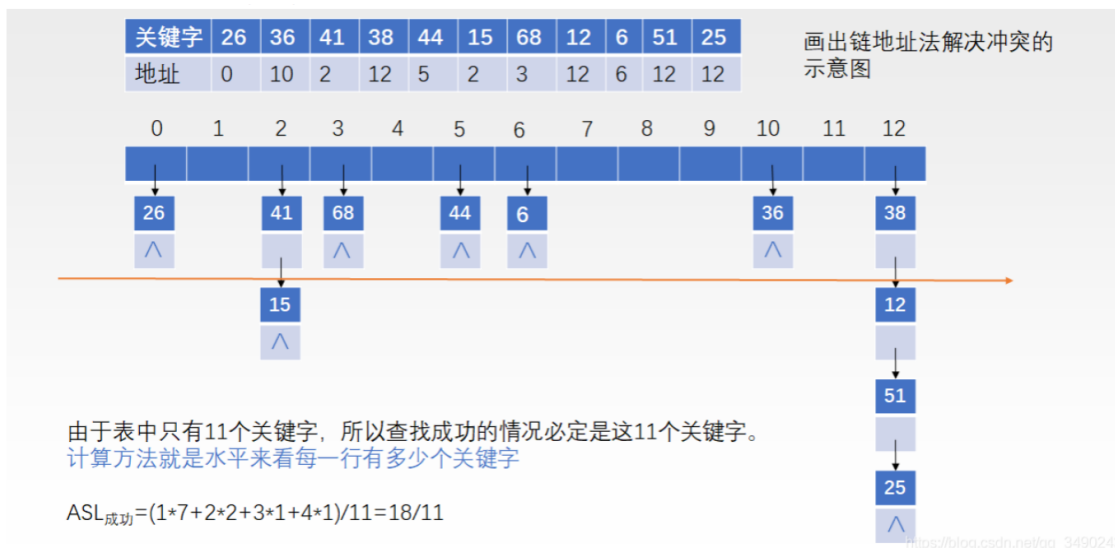 关键字 26 36 41 38 44 15 68 12 6 51 25
地址 0 10 2 12 5 2 3 12 6 12 12
画出链地址法解决冲突的
示意图
0 1 2 3 4 5 6 7 8 9 10 11 12
26 41 68 44 6 36 38
^ ^ ^ ^ ^
15 12
^
51
25
^
由于表中只有11个关键字，所以查找成功的情况必定是这11个关键字。
计算方法就是水平来看每一行有多少个关键字
ASL成功=(1*7+2*2+3*1+4*1)/11=18/11
https://blog.csdn.net/qq_349024